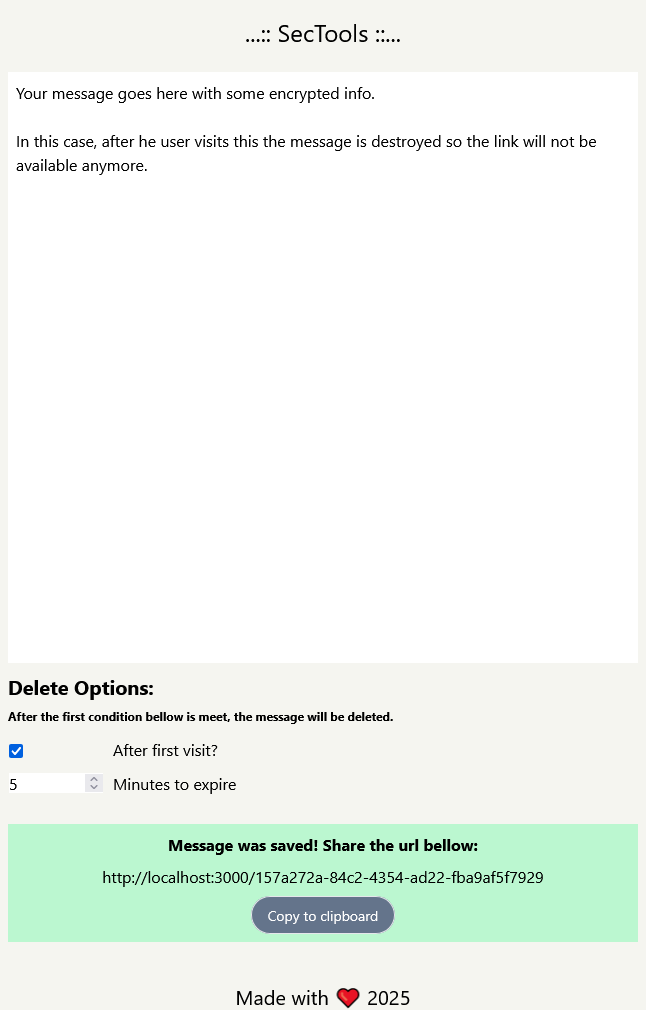 ...:: SecTools ::...
Your message goes here with some encrypted info.
In this case, after he user visits this the message is destroyed so the link will not be
available anymore.
Delete Options:
After the first condition bellow is meet, the message will be deleted.
After first visit?
5 Minutes to expire
Message was saved! Share the url bellow:
http://localhost:3000/157a272a-84c2-4354-ad22-fba9af5f7929
Copy to clipboard
Made with ❤️ 2025